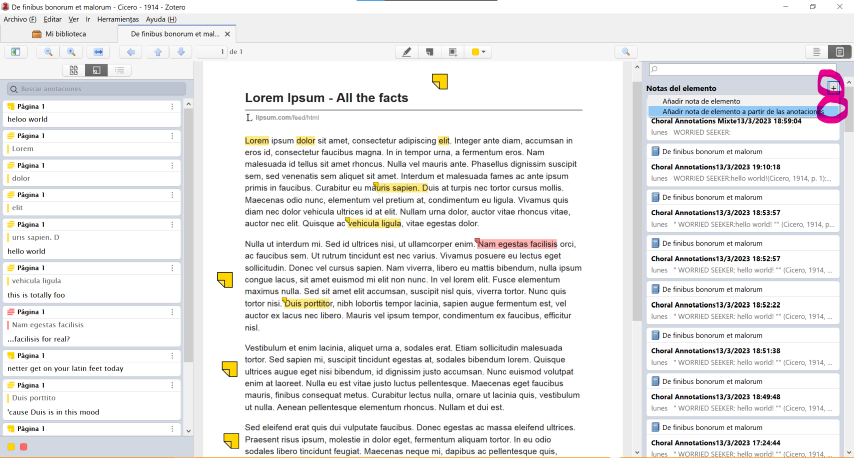 De finibus bonorum et malorum - Cicero - 1914 - Zotero
Archivo (F) Editar Ver Ir Herramientas Ayuda (H)
Mi biblioteca
De finibus bonorum et mal...
1 de 1
Buscar anotaciones
Página 1
heloo world
Página 1
Lorem
Página 1
dolor
Página 1
elit
Página 1
uris sapien. D
hello world
Página 1
vehicula ligula
this is totally foo
Página 1
Nam egestas facilisis
...facilisis for real?
Página 1
netter get on your latin feet today
Página 1
Duis porttito
'cause Duis is in this mood
Página 1
Lorem Ipsum - All the facts
lipsum.com/feed/html
Lorem ipsum dolor sit amet, consectetur adipiscing elit. Integer ante diam, accumsan in
eros id, consectetur faucibus magna. In in tempor urna, a fermentum eros. Nam
malesuada id tellus sit amet rhoncus. Nulla vel mauris ante. Phasellus dignissim suscipit
sem, sed venenatis sem aliquet sit amet. Interdum et malesuada fames ac ante ipsum
primis in faucibus. Curabitur eu mauris sapien. Duis at turpis nec tortor cursus mollis.
Maecenas odio nunc, elementum vel pretium at, condimentum eu ligula. Vivamus quis
diam nec dolor vehicula ultrices id at elit. Nullam urna dolor, auctor vitae rhoncus vitae,
auctor nec elit. Quisque ac vehicula ligula, vitae egestas dolor.
Nulla ut interdum mi. Sed id ultrices nisi, ut ullamcorper enim. Nam egestas facilisis orci,
ac faucibus sem. Ut rutrum tincidunt est nec varius. Vivamus posuere eu lectus eget
sollicitudin. Donec vel cursus sapien. Nam viverra, libero eu mattis bibendum, nulla ipsum
congue lacus, sit amet euismod mi elit non nunc. In vel lorem elit. Fusce elementum
maximus nulla. Sed sit amet elit accumsan, suscipit nisl quis, viverra tortor. Nunc quis
tortor nisi. Duis porttitor, nibh lobortis tempor lacinia, sapien augue fermentum est, vel
auctor ex lacus nec libero. Mauris vel ipsum tempor, condimentum ex faucibus, efficitur
nisl.
Vestibulum et enim lacinia, aliquet urna a, sodales erat. Etiam sollicitudin malesuada
tortor. Sed sapien mi, suscipit tincidunt egestas at, sodales bibendum lorem. Quisque
ultrices augue eget nisi bibendum, id dignissim justo accumsan. Nunc euismod volutpat
enim at laoreet. Nulla eu est vitae justo luctus pellentesque. Maecenas eget faucibus
mauris, finibus consequat metus. Curabitur lectus nulla, ornare ut lacinia quis, vestibulum
ut nulla. Aenean pellentesque elementum rhoncus. Nullam et dui est.
Sed eleifend erat quis dui vulputate faucibus. Donec egestas ac massa eleifend ultrices.
Praesent risus ipsum, molestie in dolor eget, fermentum aliquam tortor. In eu odio
sodales libero tincidunt feugiat. Maecenas neque mi, dapibus ac pellentesque quis,
Notas del elemento
Añadir nota de elemento
Añadir nota de elemento a partir de las anotaciones
Choral Annotations Mixte13/3/2023 18:59:04
lunes WORRIED SEEKER:
De finibus bonorum et malorum
Choral Annotations13/3/2023 19:10:18
lunes WORRIED SEEKER:hello world!(Cicero, 1914, p. 1);...
De finibus bonorum et malorum
Choral Annotations13/3/2023 18:53:57
lunes " WORRIED SEEKER:hello world!"" (Cicero, 1914, p...
De finibus bonorum et malorum
Choral Annotations13/3/2023 18:52:57
lunes " WORRIED SEEKER: hello world! "" (Cicero, 1914, ...
De finibus bonorum et malorum
Choral Annotations13/3/2023 18:52:22
lunes " WORRIED SEEKER: hello world! "" (Cicero, 1914, ...
De finibus bonorum et malorum
Choral Annotations13/3/2023 18:51:38
lunes " WORRIED SEEKER: hello world! "" (Cicero, 1914, ...
De finibus bonorum et malorum
Choral Annotations13/3/2023 18:49:48
lunes " WORRIED SEEKER: hello world! "" (Cicero, 1914, ...
De finibus bonorum et malorum
Choral Annotations13/3/2023 17:24:44
lunes " WORRIED SEEKER: hello world! "" (Cicero, 1914, ...